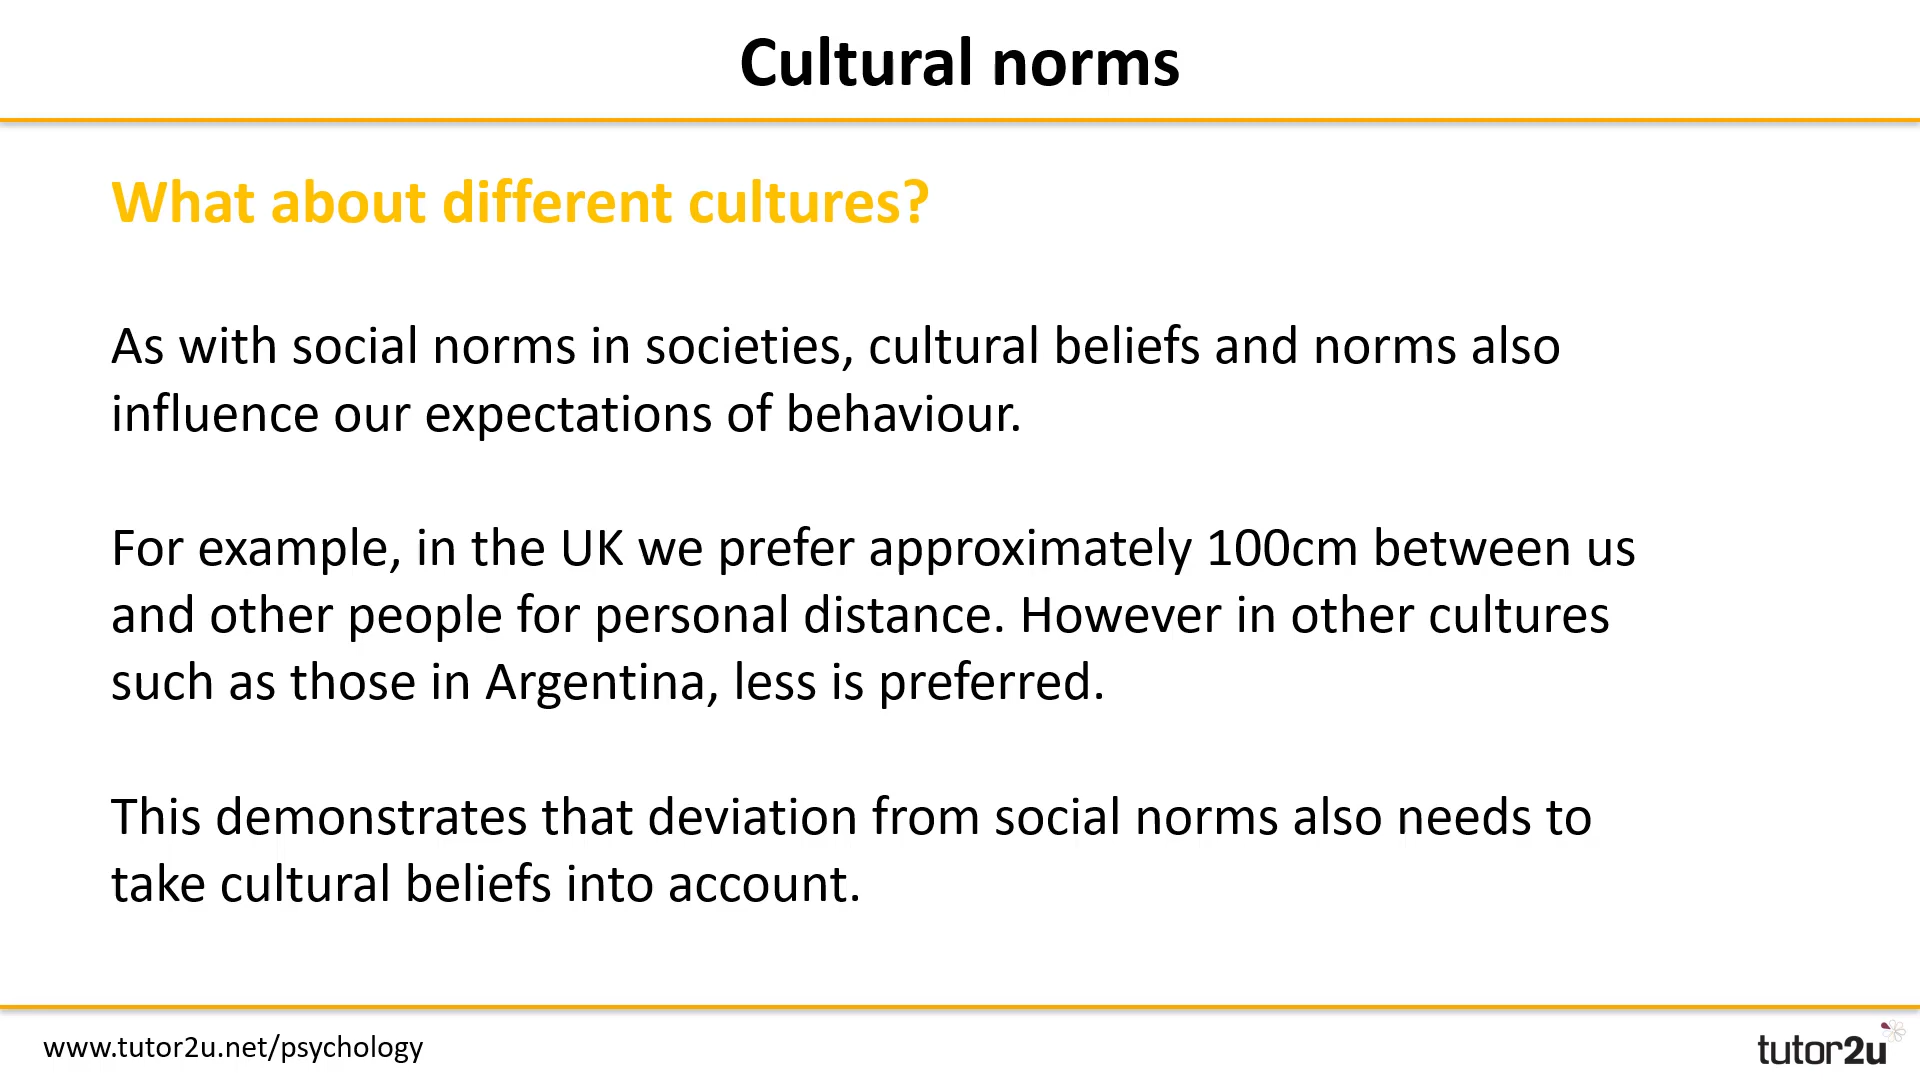 Cultural norms
What about different cultures?
As with social norms in societies, cultural beliefs and norms also
influence our expectations of behaviour.
For example, in the UK we prefer approximately 100cm between us
and other people for personal distance. However in other cultures
such as those in Argentina, less is preferred.
This demonstrates that deviation from social norms also needs to
take cultural beliefs into account.
www.tutor2u.net/psychology
tutor2u